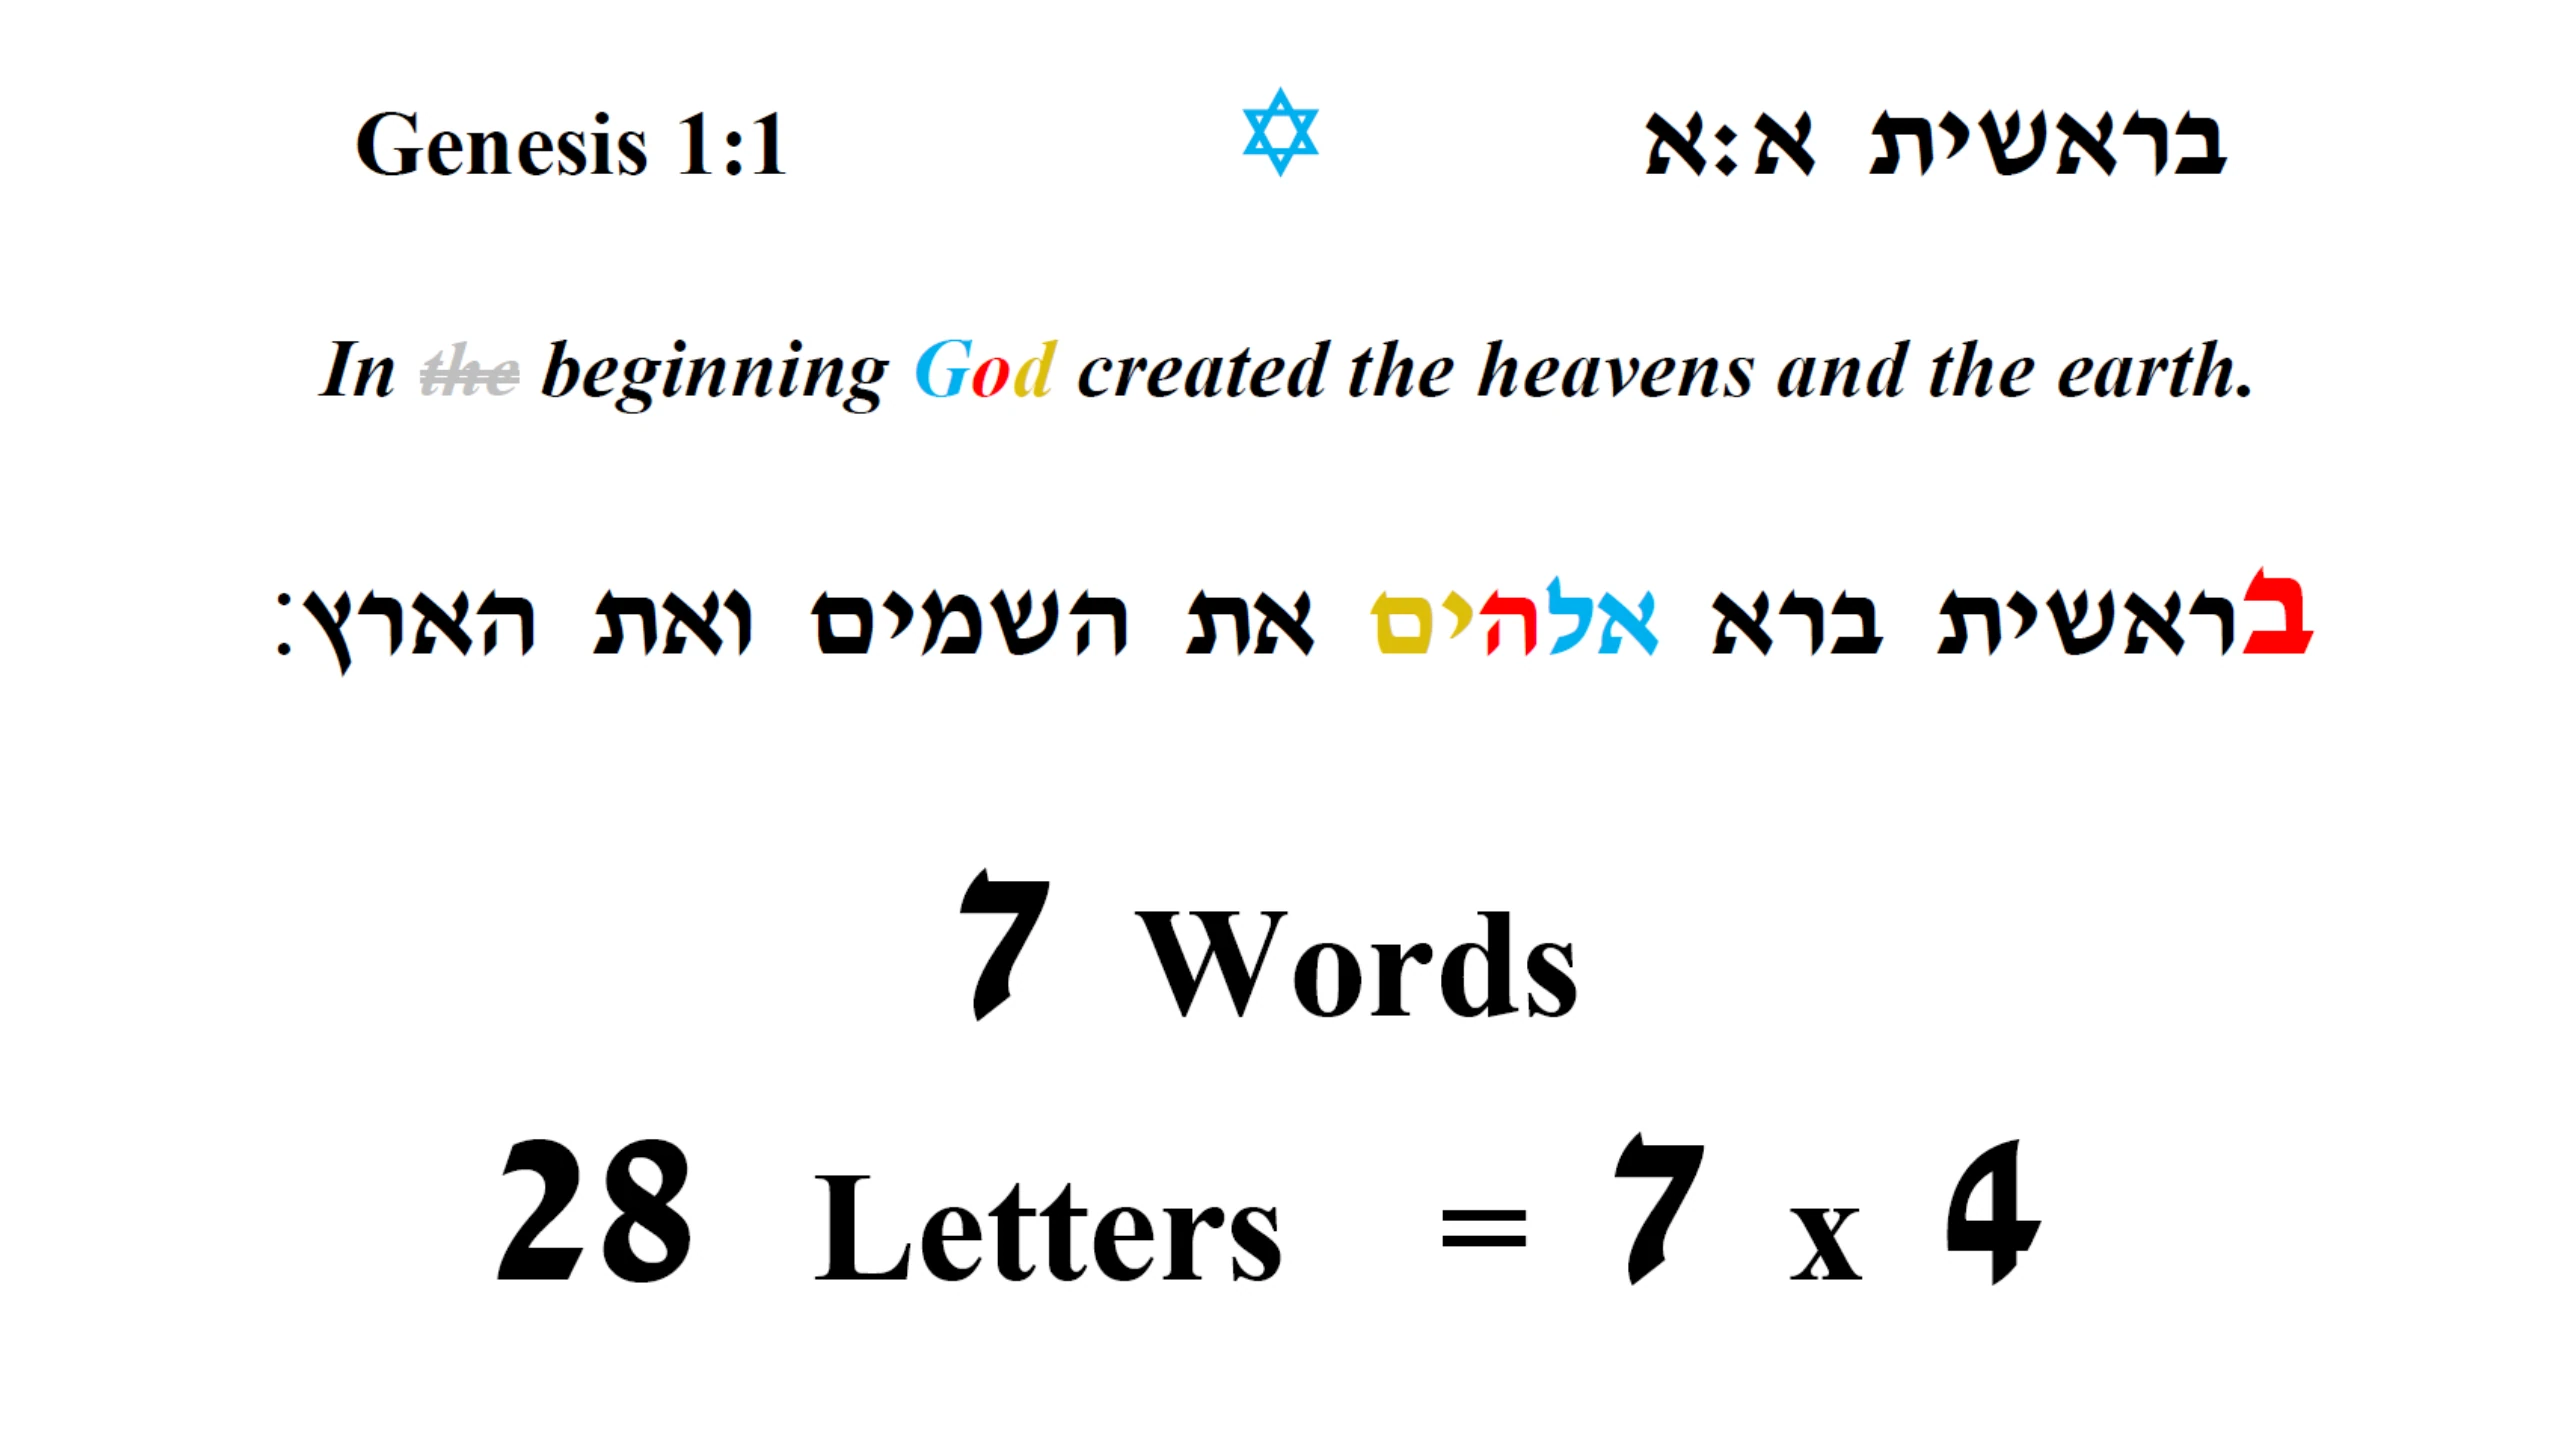 Genesis 1:1 ✡ בראשית א:א
In the beginning God created the heavens and the earth.
בראשית ברא אלהים את השמים ואת הארץ:
7 Words
28 Letters = 7 x 4